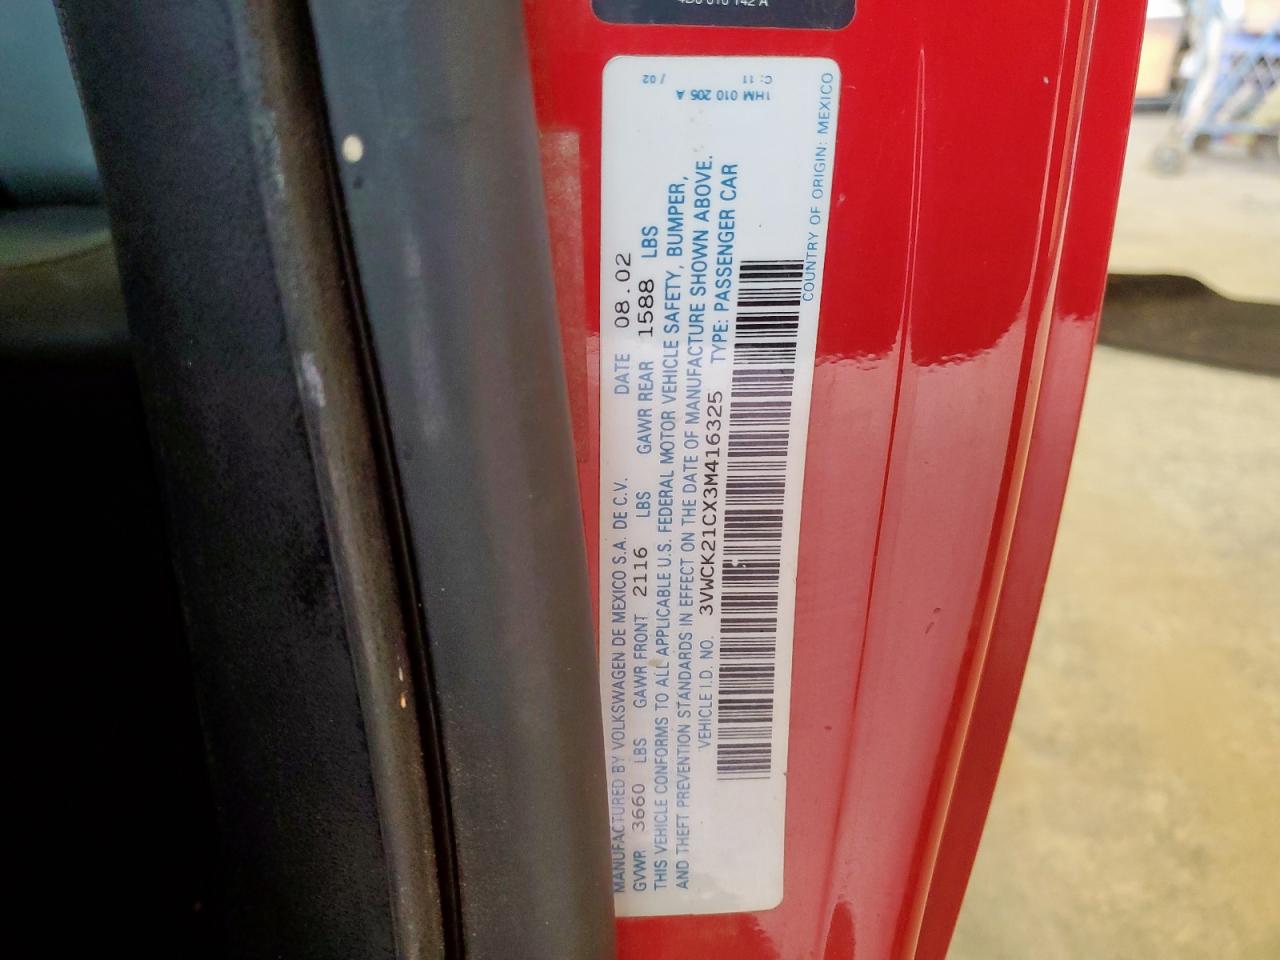 4B0 010 142 A
MANUFACTURED BY VOLKSWAGEN DE MEXICO S.A. DE C.V. DATE 08.02
GVWR 3660 LBS GAWR FRONT 2116 LBS GAWR REAR 1588 LBS
THIS VEHICLE CONFORMS TO ALL APPLICABLE U.S. FEDERAL MOTOR VEHICLE SAFETY, BUMPER,
AND THEFT PREVENTION STANDARDS IN EFFECT ON THE DATE OF MANUFACTURE SHOWN ABOVE.
VEHICLE I.D. NO. 3VWCK21CX3M416325 TYPE: PASSENGER CAR
COUNTRY OF ORIGIN: MEXICO
1HM 010 205 A
C: 11 / 02